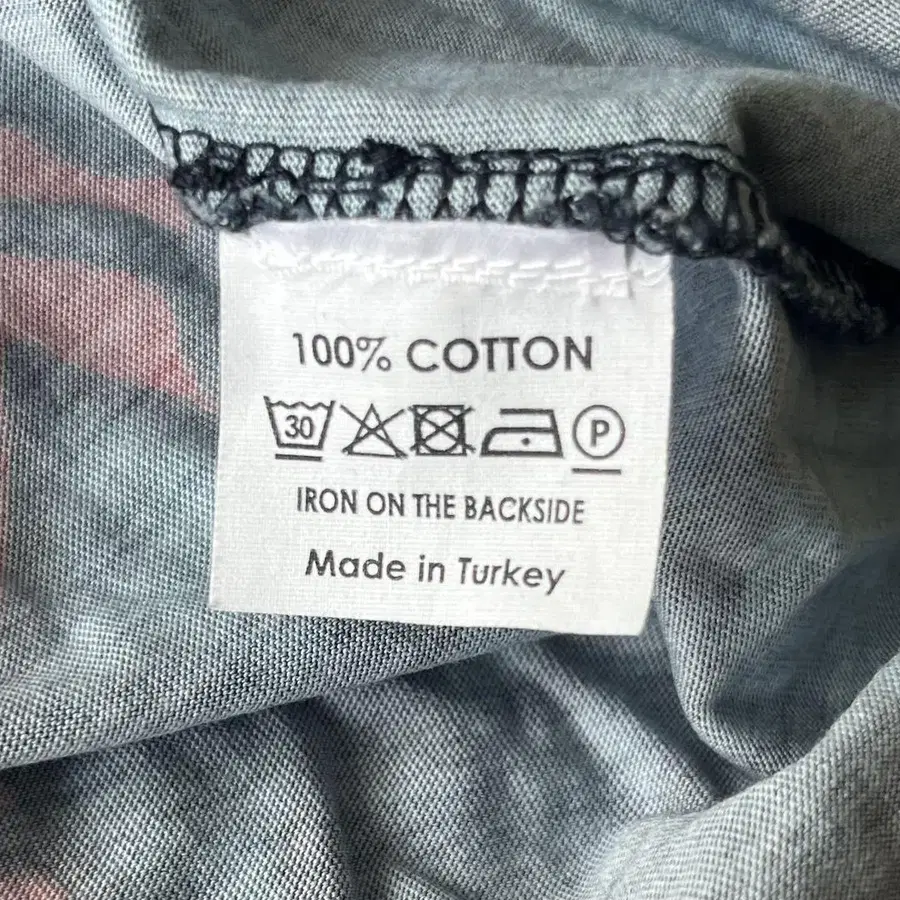 100% COTTON
30 P
IRON ON THE BACKSIDE
Made in Turkey